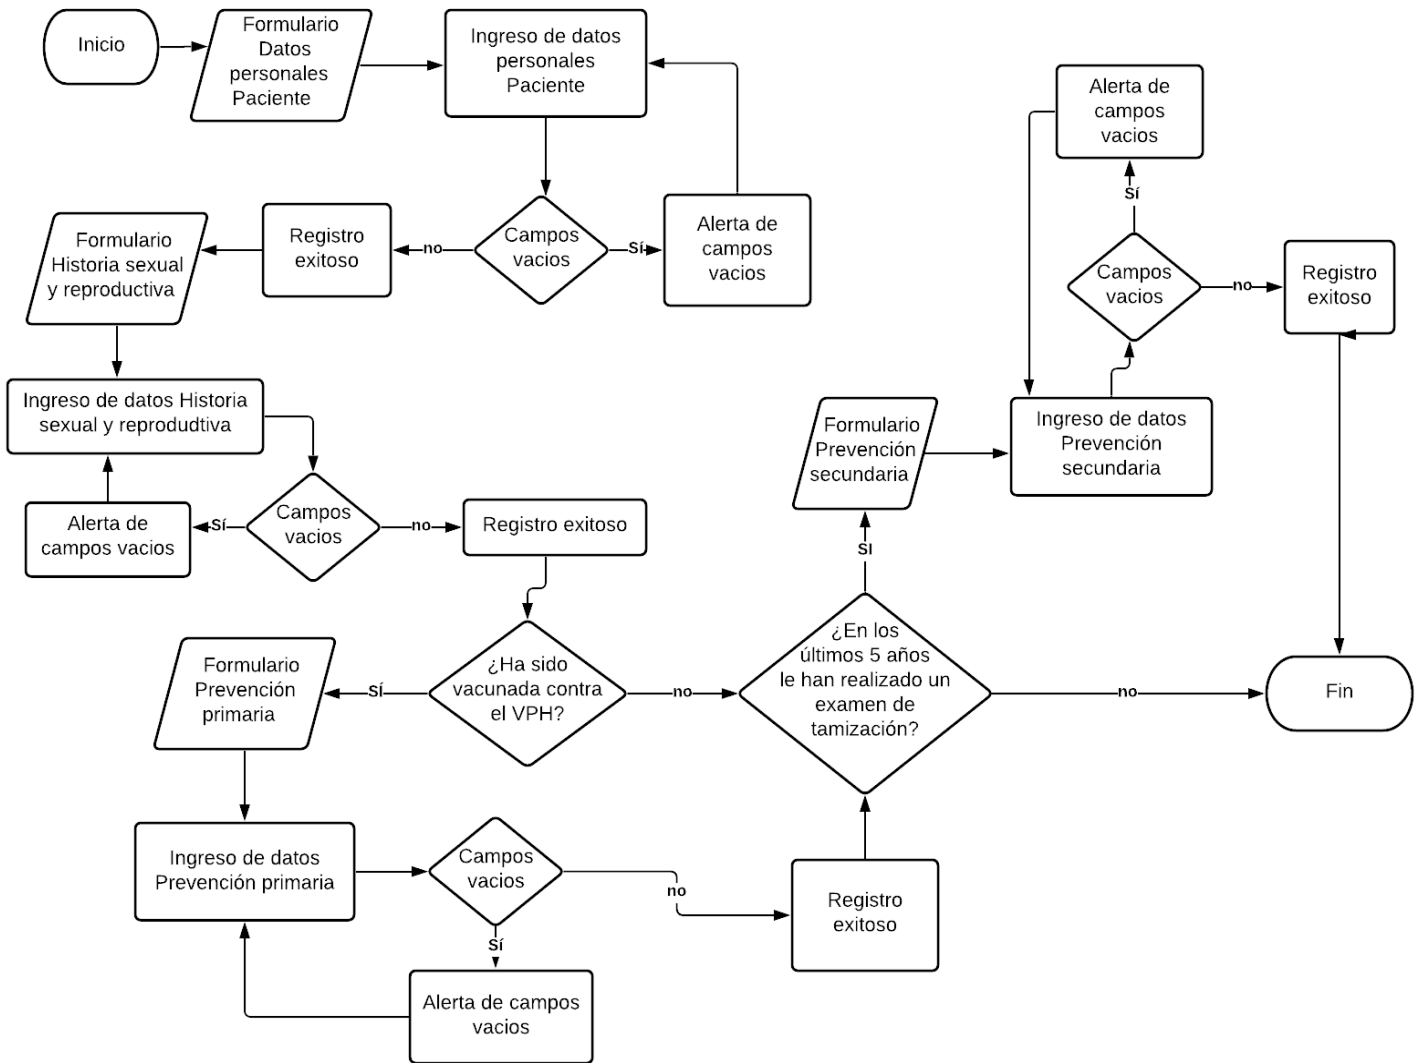 Inicio
Formulario
Datos
personales
Paciente
Ingreso de datos
personales
Paciente
Alerta de
campos
vacios
Formulario
Historia sexual
y reproductiva
Registro
exitoso
no
Campos
vacios
Sí
Alerta de
campos
vacios
Sí
Campos
vacios
no
Registro
exitoso
Ingreso de datos Historia
sexual y reprodudtiva
Formulario
Prevención
secundaria
Ingreso de datos
Prevención
secundaria
Alerta de
campos vacios
Sí
Campos
vacios
no
Registro exitoso
SI
Formulario
Prevención
primaria
Sí
¿Ha sido
vacunada contra
el VPH?
no
¿En los
últimos 5 años
le han realizado un
examen de
tamización?
no
Fin
Ingreso de datos
Prevención primaria
Campos
vacios
no
Registro
exitoso
Sí
Alerta de campos
vacios